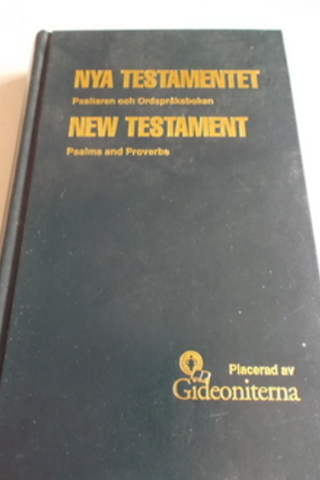 NYA TESTAMENTET
Psaltaren och Ordspråksboken
NEW TESTAMENT
Psalms and Proverbs
Placerad av
Gideoniterna